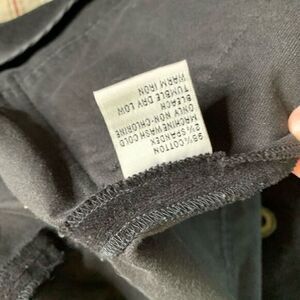 98% COTTON
2% SPANDEX
MACHINE WASH COLD
ONLY NON-CHLORINE
BLEACH
TUMBLE DRY LOW
WARM IRON